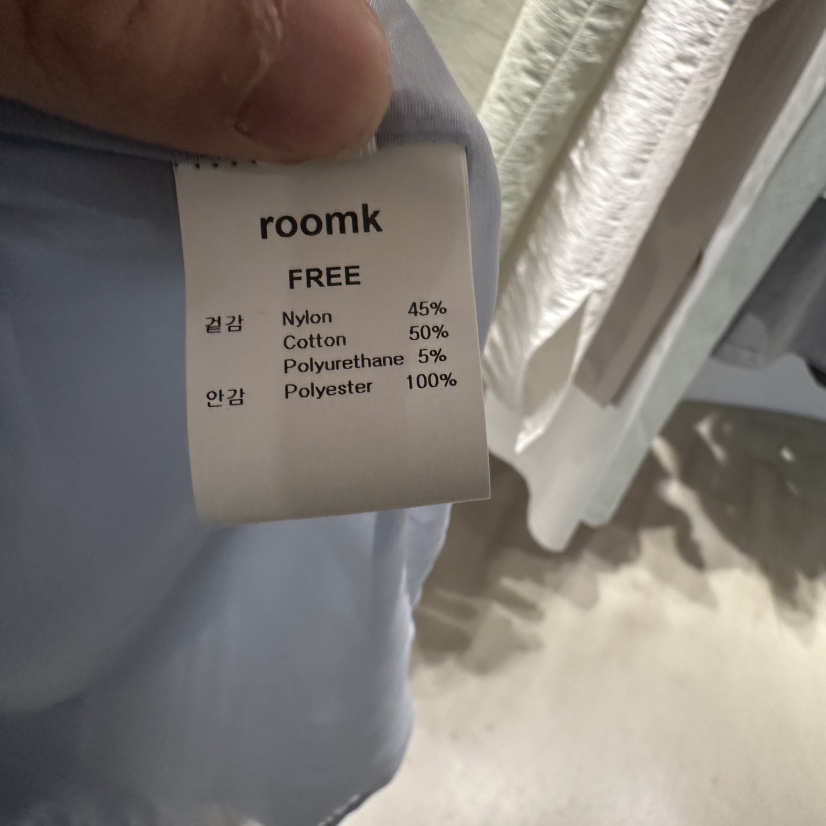 roomk
FREE
겉감 Nylon 45%
Cotton 50%
Polyurethane 5%
안감 Polyester 100%